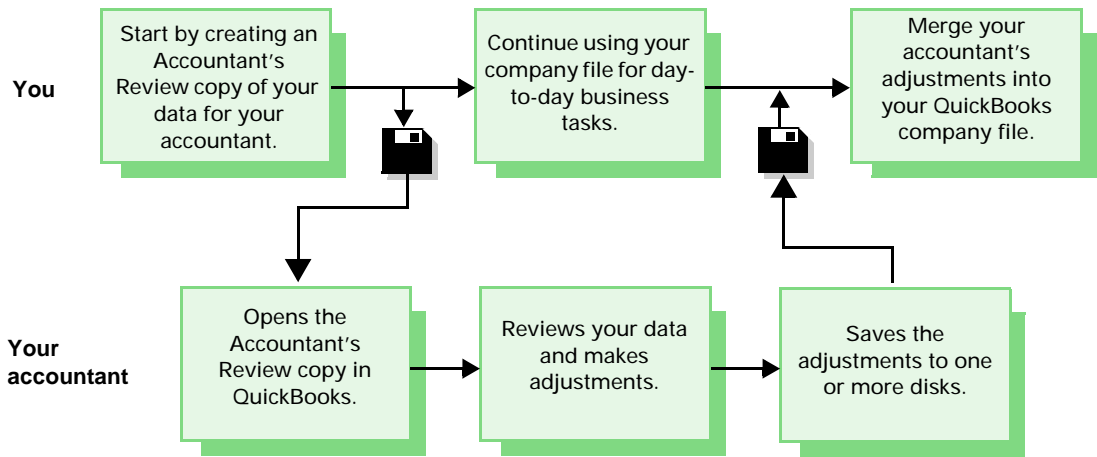 You
Start by creating an
Accountant's
Review copy of your
data for your
accountant.
Continue using your
company file for day-
to-day business
tasks.
Merge your
accountant's
adjustments into
your QuickBooks
company file.
Your
accountant
Opens the
Accountant's
Review copy in
QuickBooks.
Reviews your data
and makes
adjustments.
Saves the
adjustments to one
or more disks.